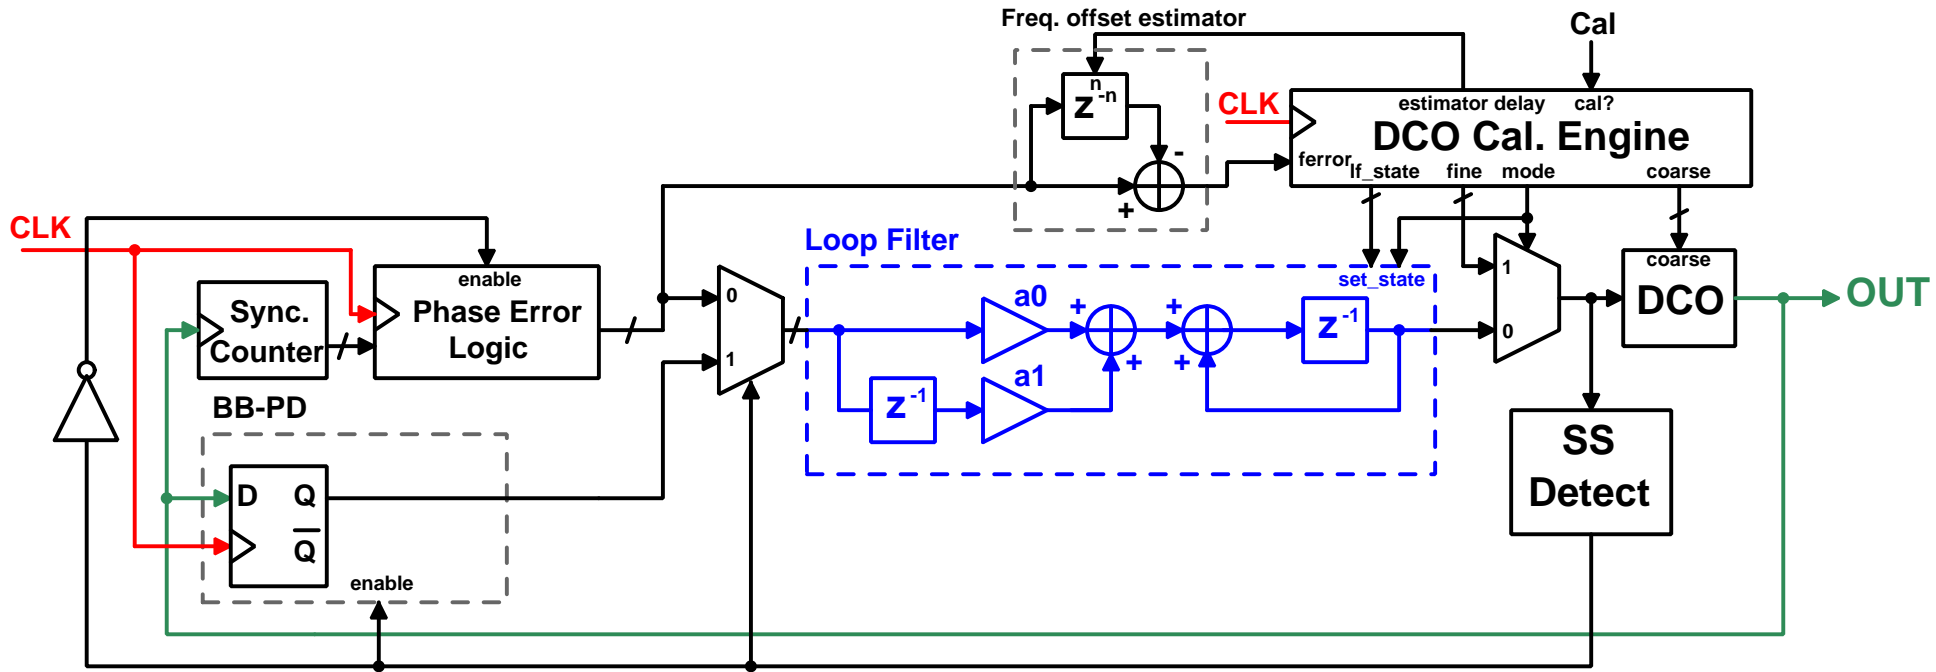 Freq. offset estimator
Cal
n
z-n
CLK
estimator delay cal?
DCO Cal. Engine
ferror
lf_state fine mode coarse
-
+
CLK
Loop Filter
enable
Phase Error
Logic
Sync.
Counter
0
1
set_state
a0
+
+
+
+
z-1
a1
z-1
1
0
coarse
DCO
OUT
BB-PD
D Q
Q
enable
SS
Detect